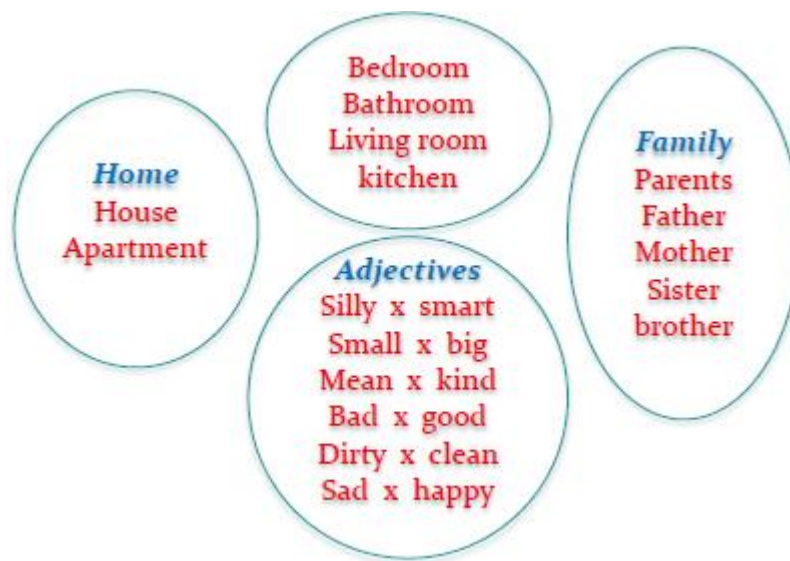 Home
House
Apartment
Bedroom
Bathroom
Living room
kitchen
Adjectives
Silly x smart
Small x big
Mean x kind
Bad x good
Dirty x clean
Sad x happy
Family
Parents
Father
Mother
Sister
brother